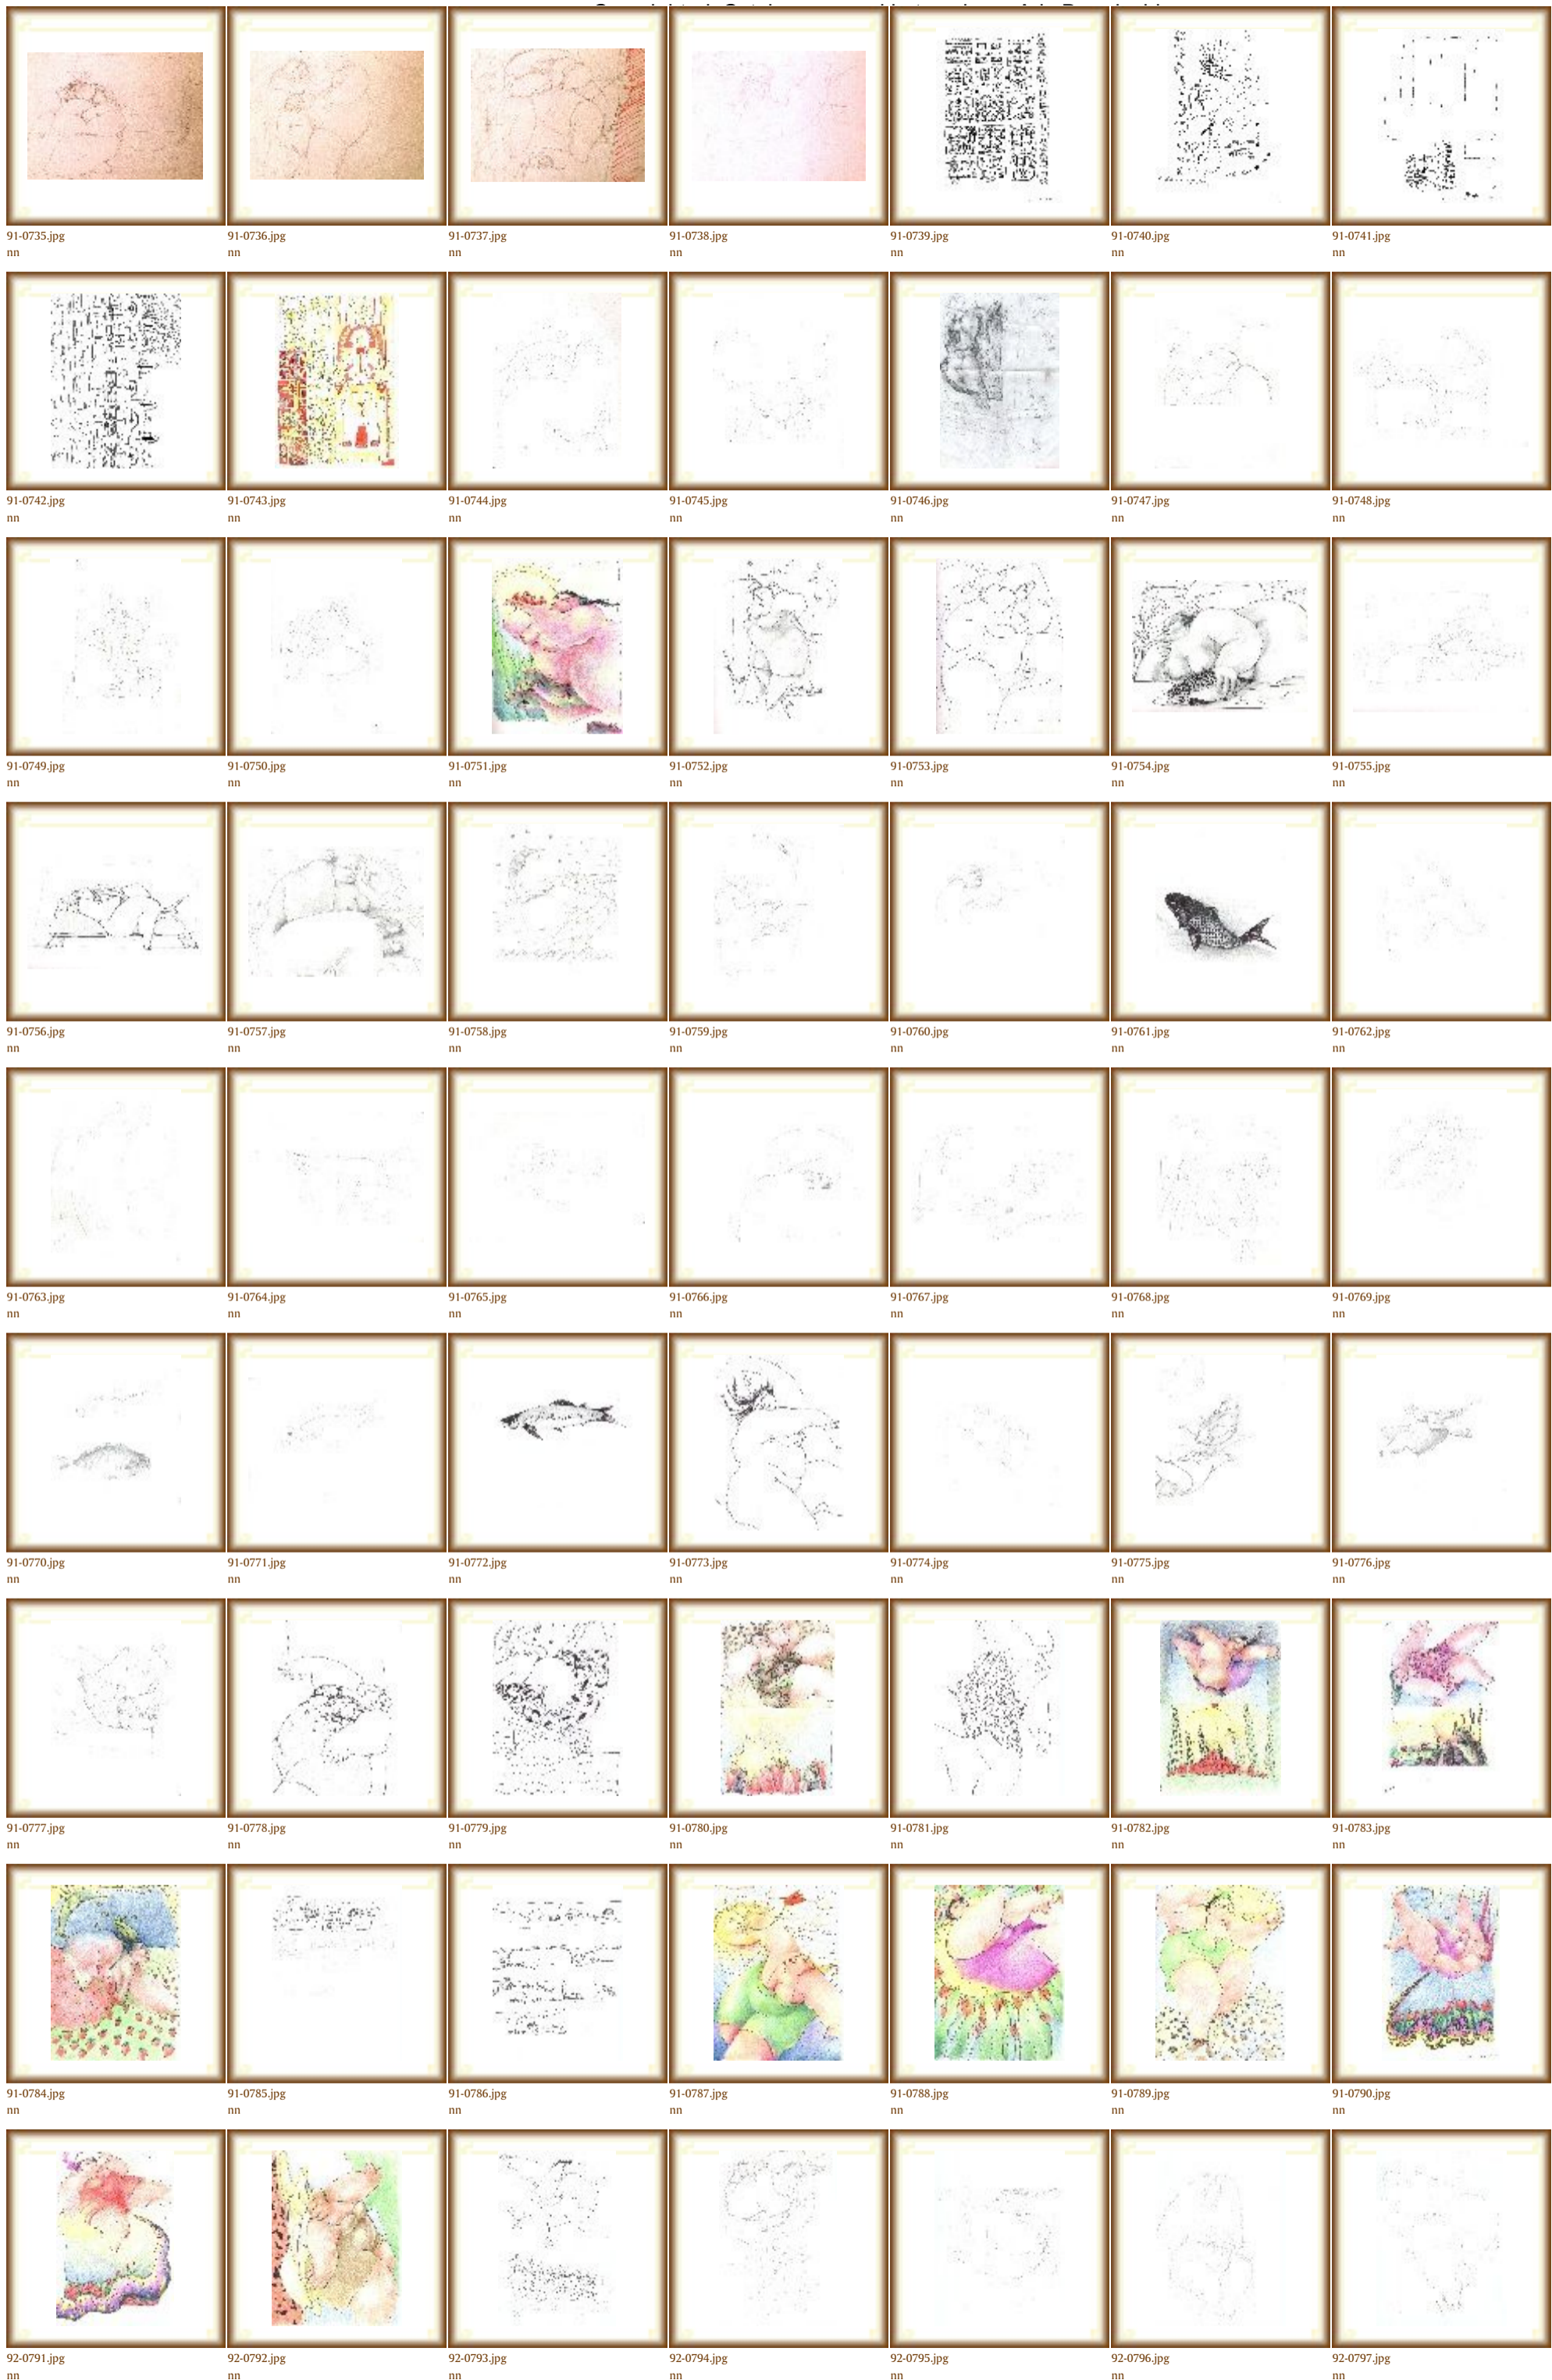 91-0735.jpg 91-0736.jpg 91-0737.jpg 91-0738.jpg 91-0739.jpg 91-0740.jpg 91-0741.jpg
nn nn nn nn nn nn nn
91-0742.jpg 91-0743.jpg 91-0744.jpg 91-0745.jpg 91-0746.jpg 91-0747.jpg 91-0748.jpg
nn nn nn nn nn nn nn
91-0749.jpg 91-0750.jpg 91-0751.jpg 91-0752.jpg 91-0753.jpg 91-0754.jpg 91-0755.jpg
nn nn nn nn nn nn nn
91-0756.jpg 91-0757.jpg 91-0758.jpg 91-0759.jpg 91-0760.jpg 91-0761.jpg 91-0762.jpg
nn nn nn nn nn nn nn
91-0763.jpg 91-0764.jpg 91-0765.jpg 91-0766.jpg 91-0767.jpg 91-0768.jpg 91-0769.jpg
nn nn nn nn nn nn nn
91-0770.jpg 91-0771.jpg 91-0772.jpg 91-0773.jpg 91-0774.jpg 91-0775.jpg 91-0776.jpg
nn nn nn nn nn nn nn
91-0777.jpg 91-0778.jpg 91-0779.jpg 91-0780.jpg 91-0781.jpg 91-0782.jpg 91-0783.jpg
nn nn nn nn nn nn nn
91-0784.jpg 91-0785.jpg 91-0786.jpg 91-0787.jpg 91-0788.jpg 91-0789.jpg 91-0790.jpg
nn nn nn nn nn nn nn
92-0791.jpg 92-0792.jpg 92-0793.jpg 92-0794.jpg 92-0795.jpg 92-0796.jpg 92-0797.jpg
nn nn nn nn nn nn nn